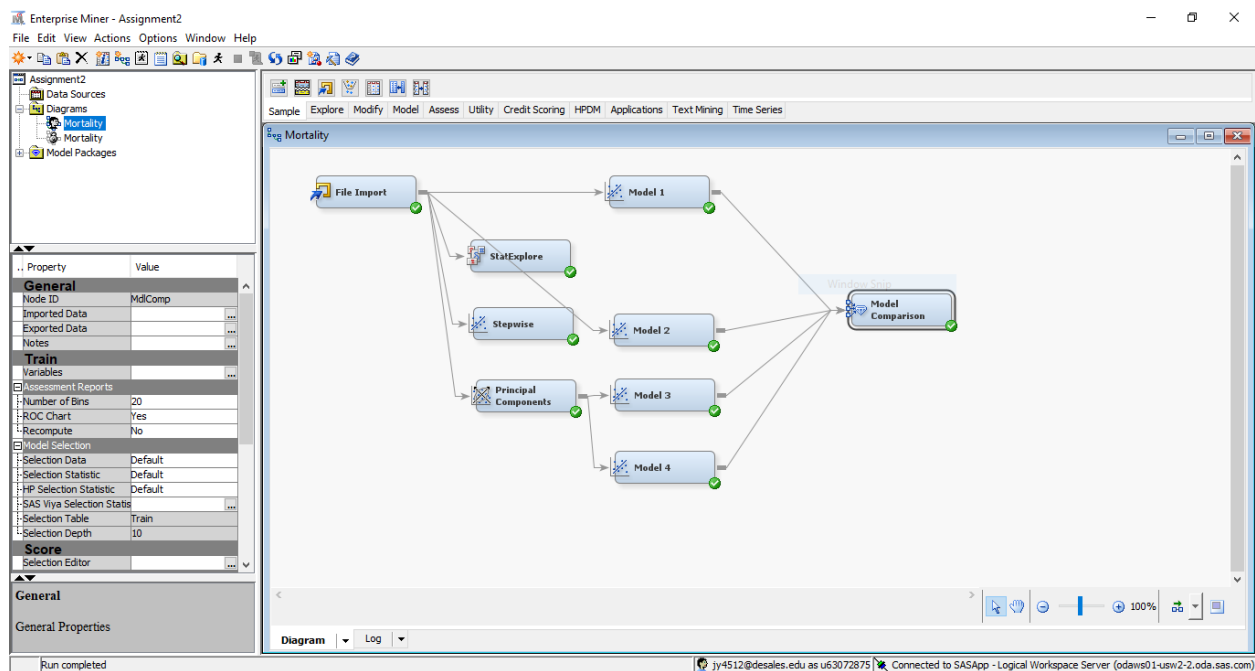 Enterprise Miner - Assignment2
File Edit View Actions Options Window Help
Assignment2
Data Sources
Diagrams
Mortality
Mortality
Model Packages
Sample Explore Modify Model Assess Utility Credit Scoring HPDM Applications Text Mining Time Series
Mortality
.. Property Value
General
Node ID MdlComp
Imported Data ...
Exported Data ...
Notes ...
Train
Variables ...
Assessment Reports
Number of Bins 20
ROC Chart Yes
Recompute No
Model Selection
Selection Data Default
Selection Statistic Default
HP Selection Statistic Default
SAS Viya Selection Statis ...
Selection Table Train
Selection Depth 10
Score
Selection Editor ...
General
General Properties
File Import
Model 1
StatExplore
Window Snip
Model
Comparison
Stepwise
Model 2
Principal
Components
Model 3
Model 4
100%
Diagram Log
Run completed
jy4512@desales.edu as u63072875 Connected to SASApp - Logical Workspace Server (odaws01-usw2-2.oda.sas.com)